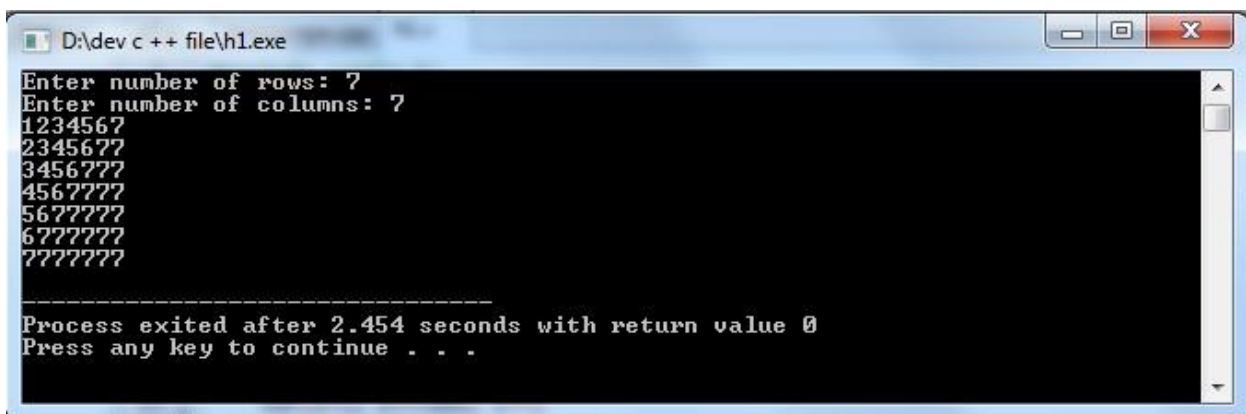 D:\dev c ++ file\h1.exe
Enter number of rows: 7
Enter number of columns: 7
1234567
2345677
3456777
4567777
5677777
6777777
7777777
--------------------------------
Process exited after 2.454 seconds with return value 0
Press any key to continue . . .